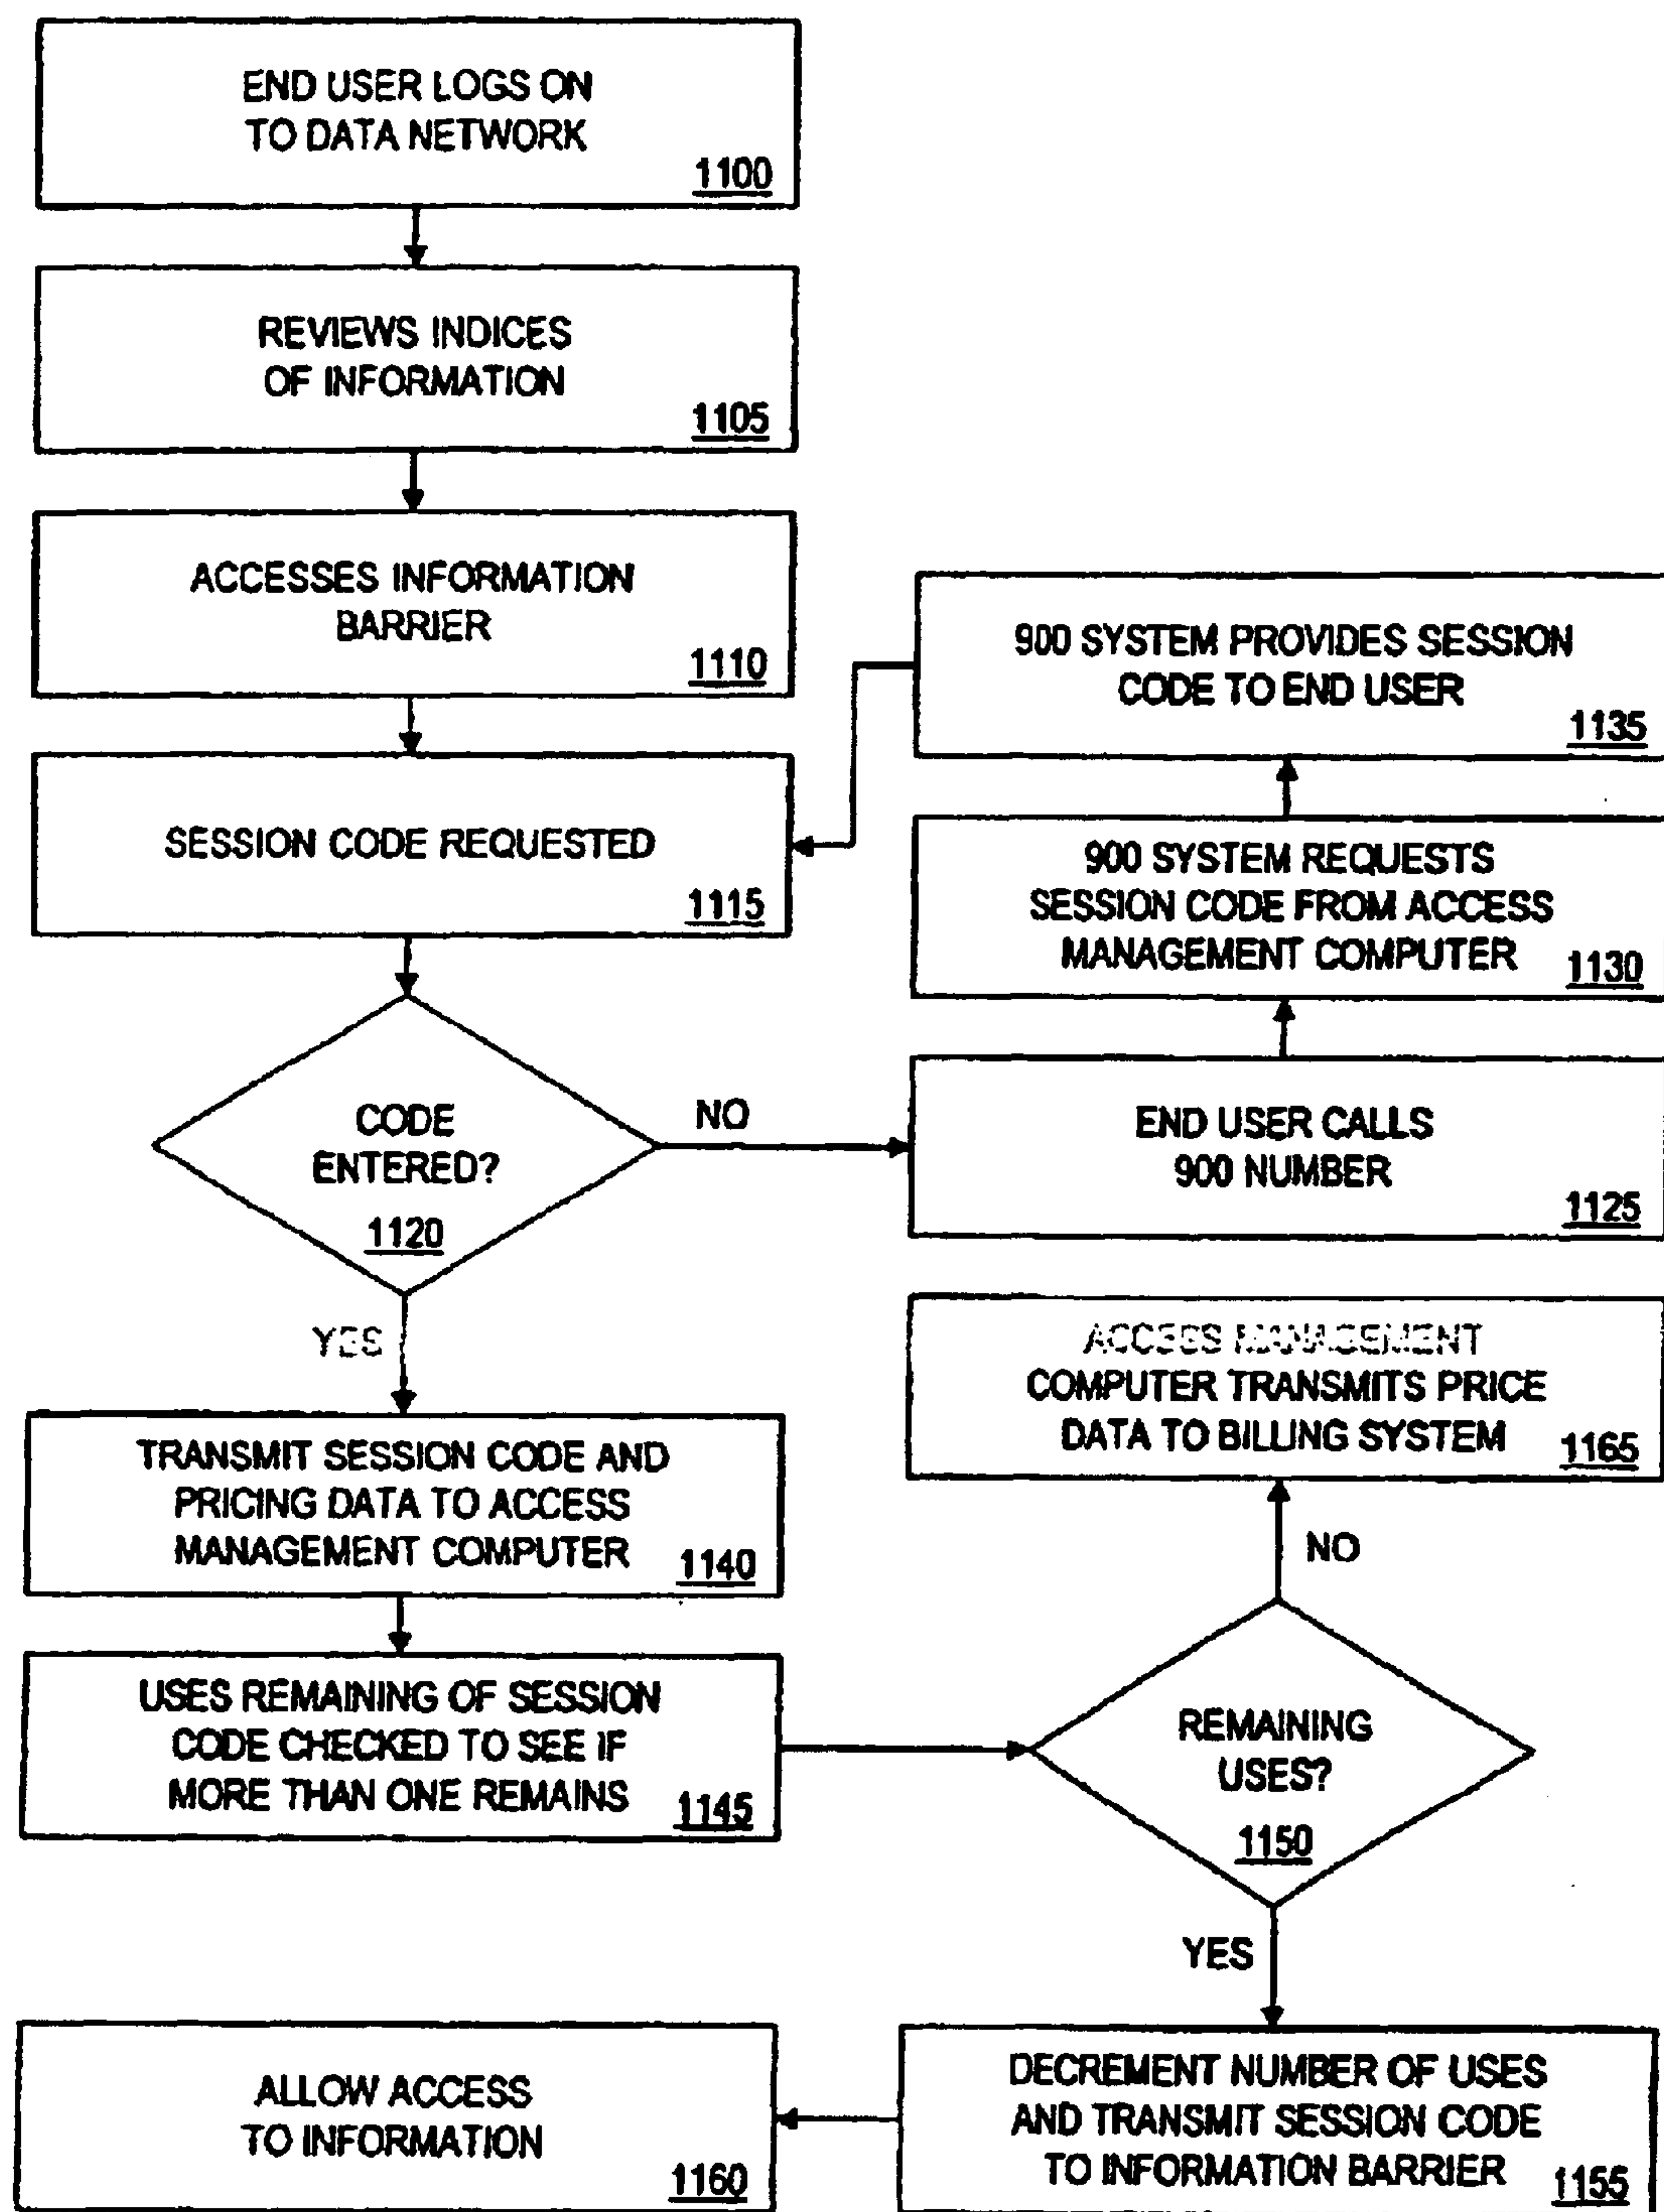 END USER LOGS ON
TO DATA NETWORK
1100
REVIEWS INDICES
OF INFORMATION
1105
ACCESSES INFORMATION
BARRIER
1110
SESSION CODE REQUESTED
1115
CODE
ENTERED?
1120
NO
YES
END USER CALLS
900 NUMBER
1125
900 SYSTEM REQUESTS
SESSION CODE FROM ACCESS
MANAGEMENT COMPUTER
1130
900 SYSTEM PROVIDES SESSION
CODE TO END USER
1135
TRANSMIT SESSION CODE AND
PRICING DATA TO ACCESS
MANAGEMENT COMPUTER
1140
USES REMAINING OF SESSION
CODE CHECKED TO SEE IF
MORE THAN ONE REMAINS
1145
REMAINING
USES?
1150
NO
YES
ACCESS MANAGEMENT
COMPUTER TRANSMITS PRICE
DATA TO BILLING SYSTEM
1165
DECREMENT NUMBER OF USES
AND TRANSMIT SESSION CODE
TO INFORMATION BARRIER
1155
ALLOW ACCESS
TO INFORMATION
1160